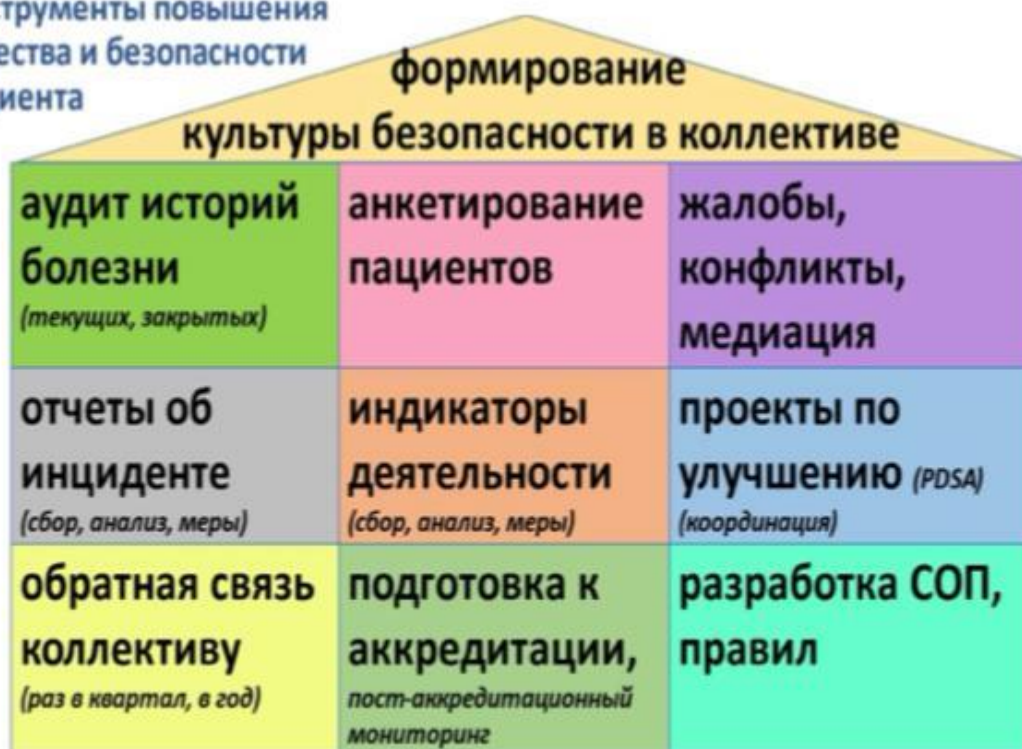 струменты повышения
ества и безопасности
иента
формирование
культуры безопасности в коллективе
аудит историй
болезни
(текущих, закрытых)
анкетирование
пациентов
жалобы,
конфликты,
медиация
отчеты об
инциденте
(сбор, анализ, меры)
индикаторы
деятельности
(сбор, анализ, меры)
проекты по
улучшению (PDSA)
(координация)
обратная связь
коллективу
(раз в квартал, в год)
подготовка к
аккредитации,
пост-аккредитационный
мониторинг
разработка СОП,
правил